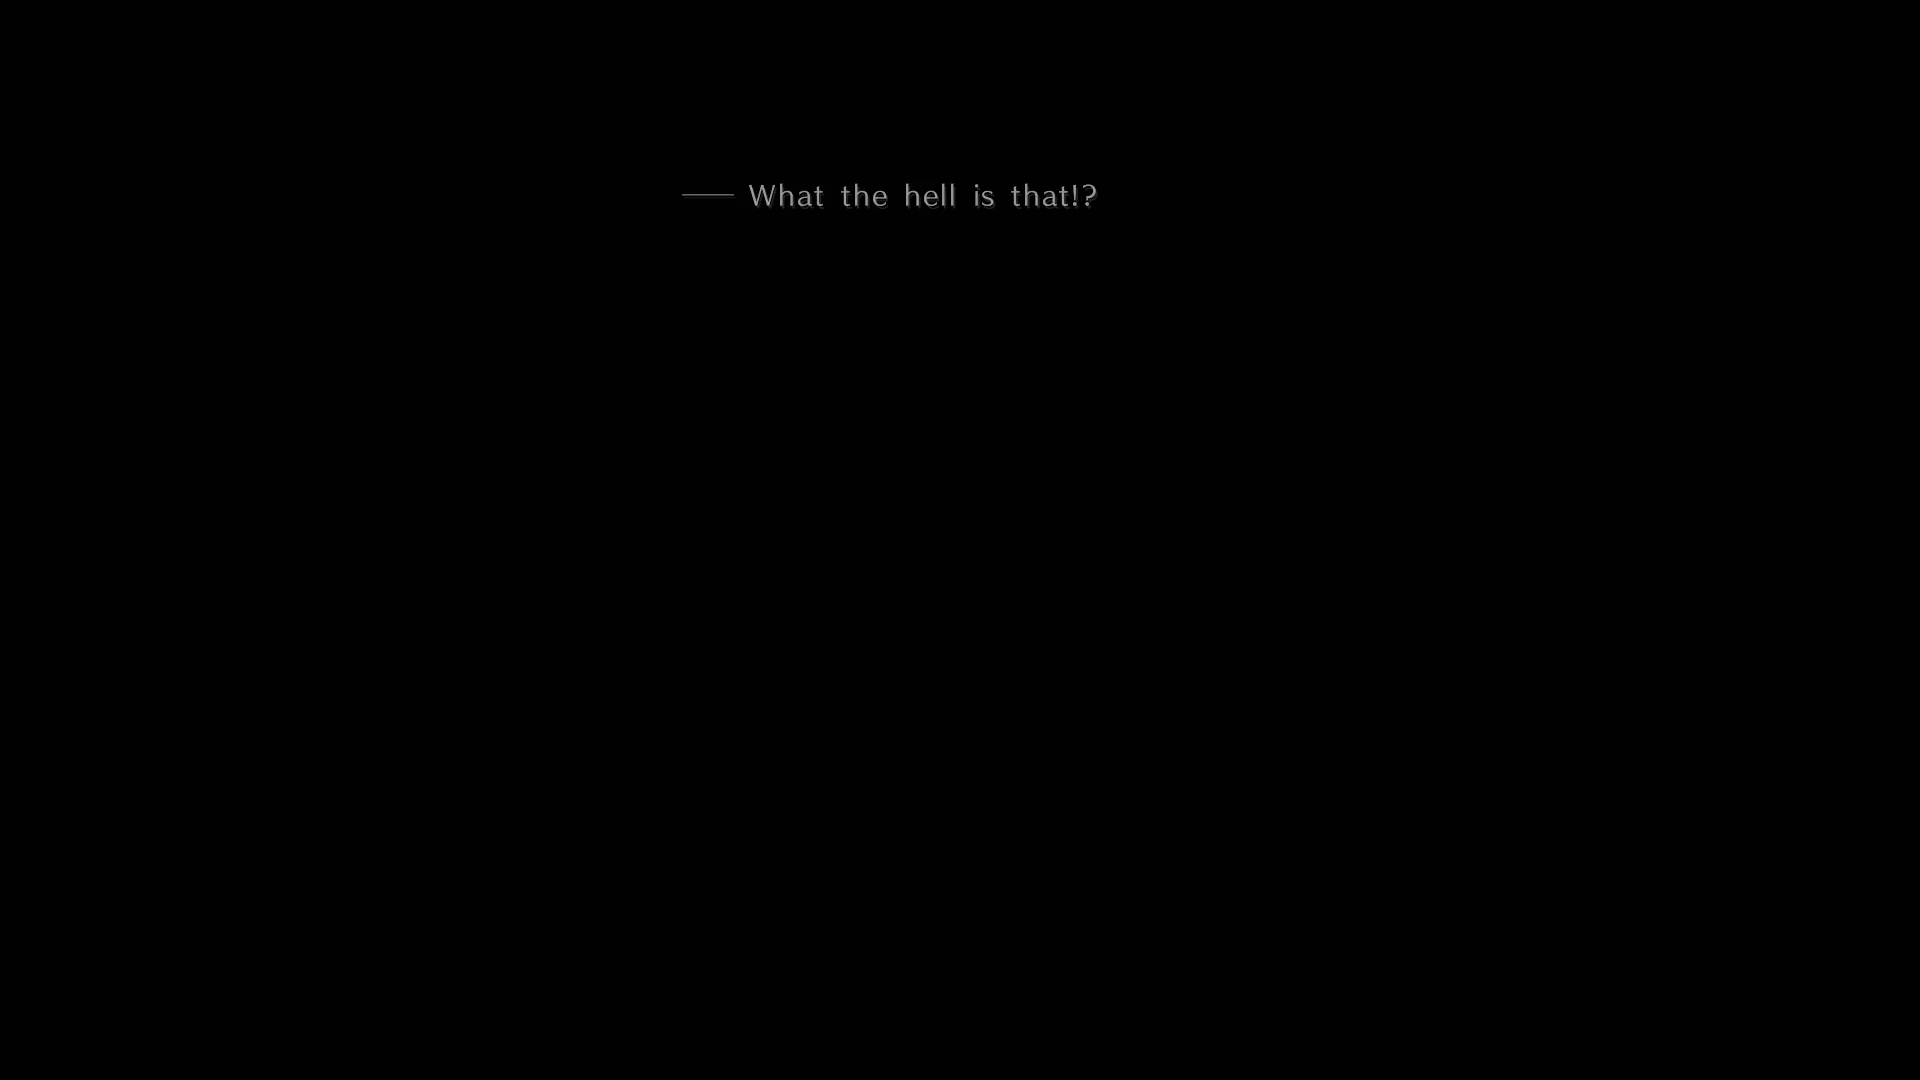 ―― What the hell is that!?